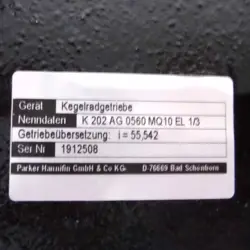 Gerät Kegelradgetriebe
Nenndaten K 202 AG 0560 MQ10 EL 1/3
Getriebeübersetzung: i = 55,542
Ser Nr 1912508
Parker Hannifin GmbH & Co KG. D-76669 Bad Schönborn